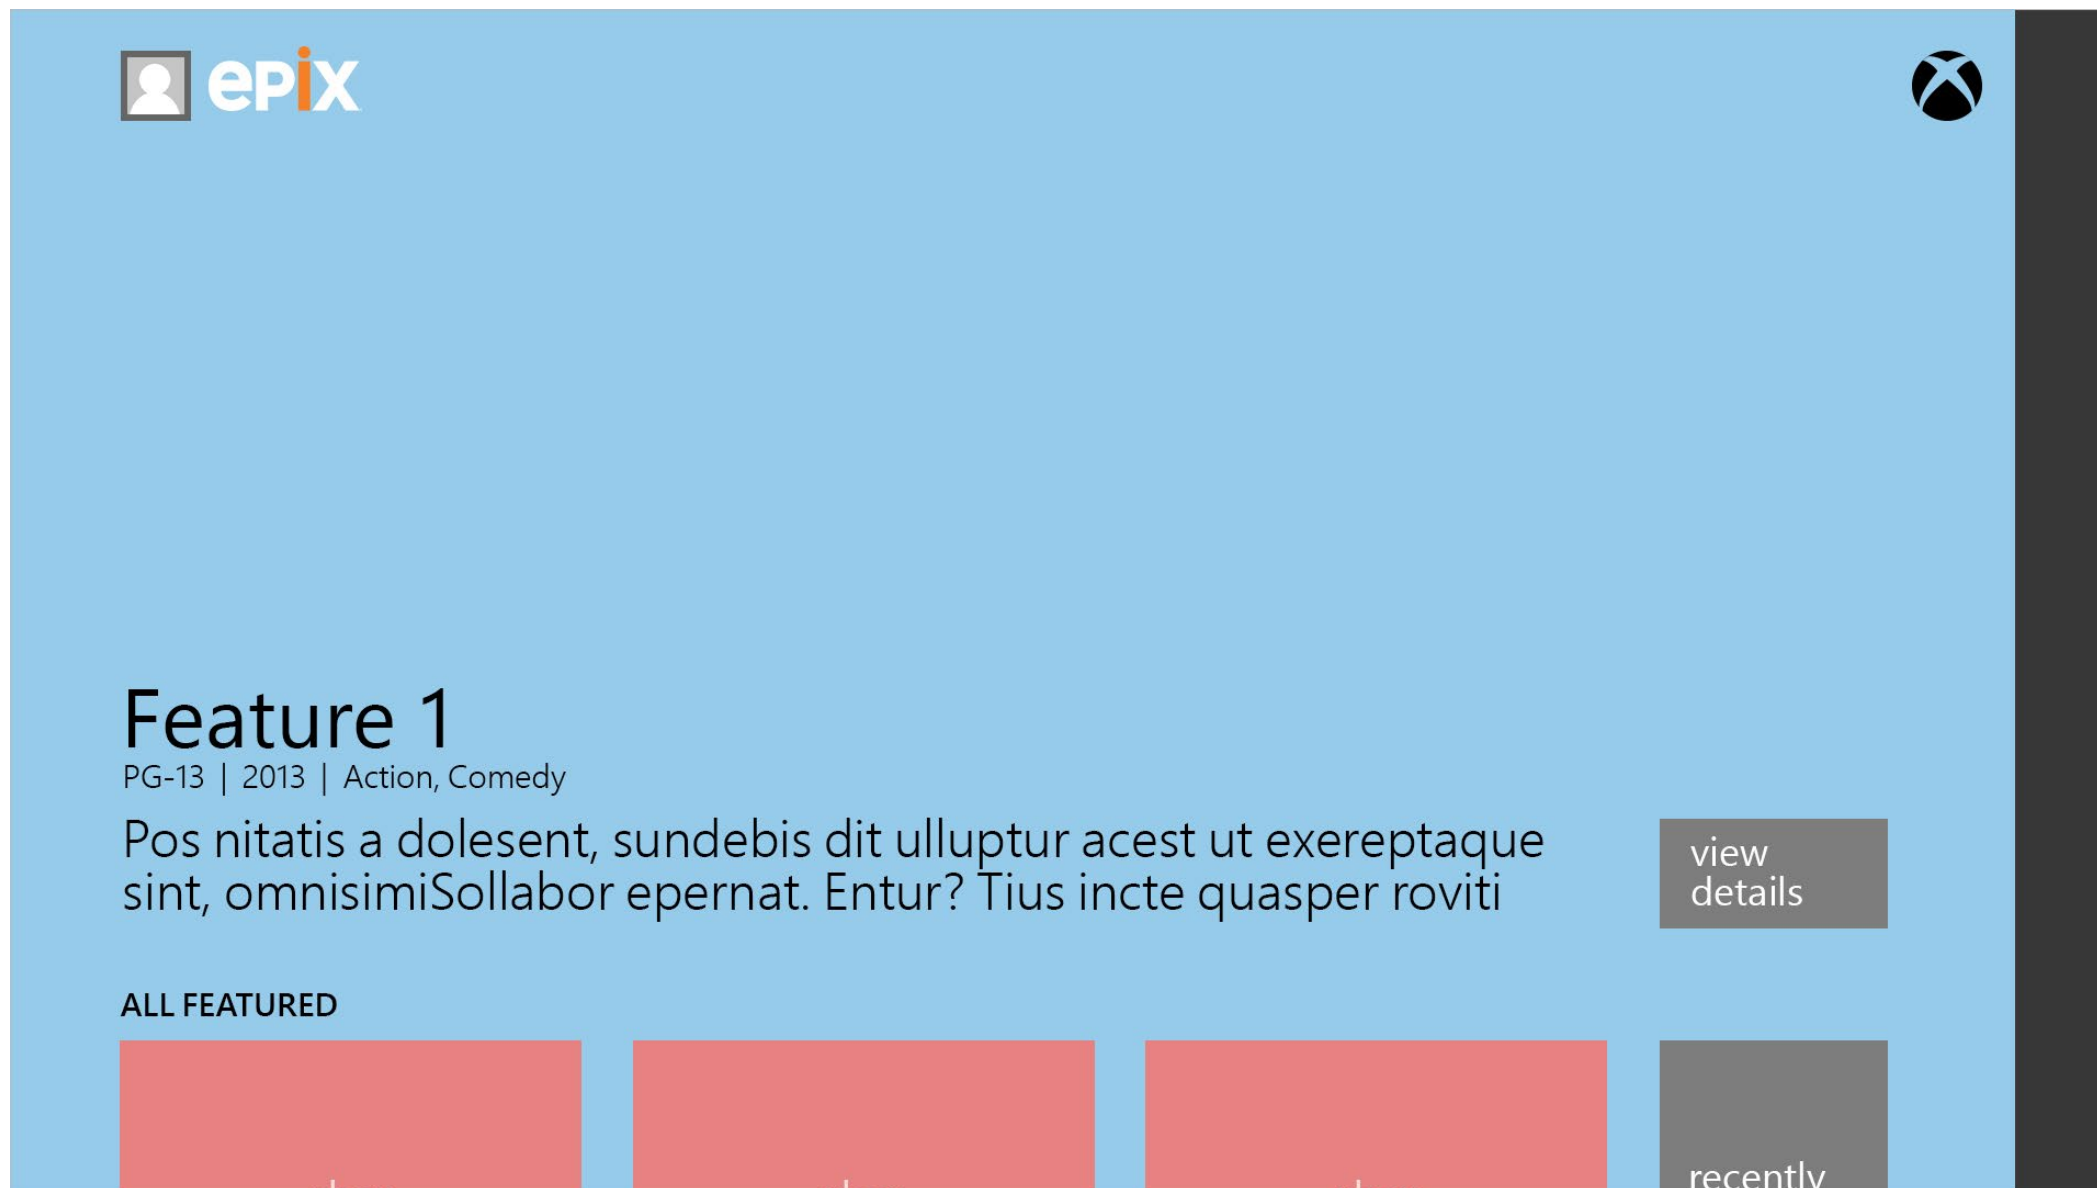 epix
Feature 1
PG-13 | 2013 | Action, Comedy
Pos nitatis a dolesent, sundebis dit ulluptur acest ut exereptaque
sint, omnisimiSollabor epernat. Entur? Tius incte quasper roviti
view
details
ALL FEATURED
recently